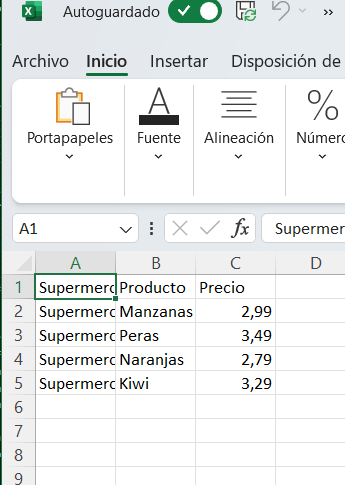 Autoguardado
Archivo Inicio Insertar Disposición de
Portapapeles Fuente Alineación Número
A1 fx Supermer
A B C D
1 Supermerc Producto Precio
2 Supermerc Manzanas 2,99
3 Supermerc Peras 3,49
4 Supermerc Naranjas 2,79
5 Supermerc Kiwi 3,29
6
7
8
9